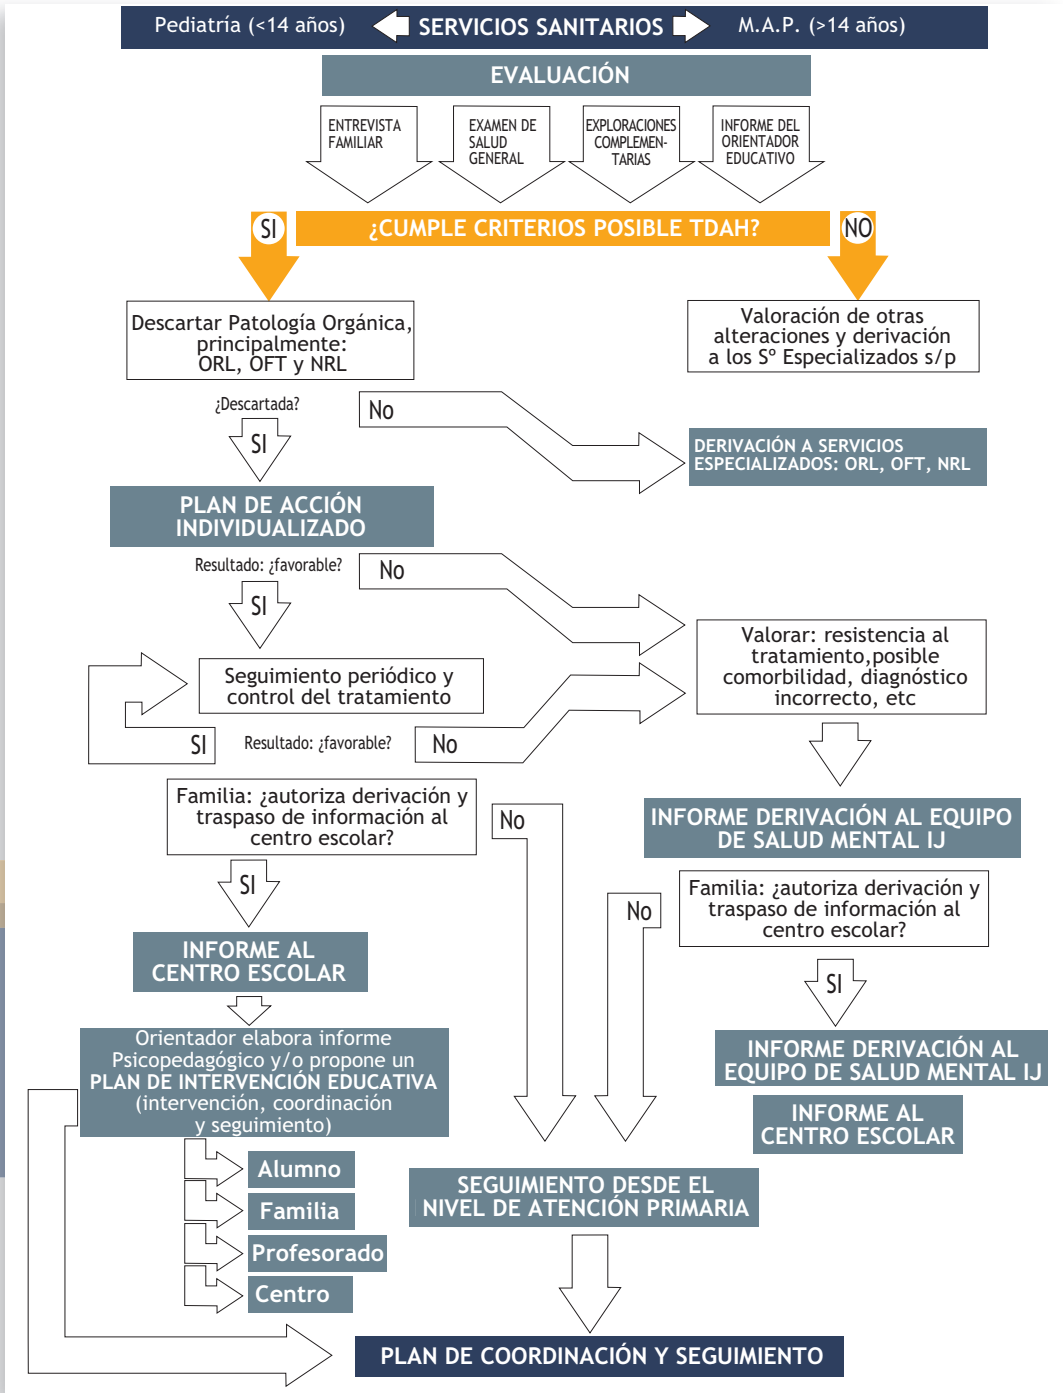 Pediatría (<14 años)
SERVICIOS SANITARIOS
M.A.P. (>14 años)
EVALUACIÓN
ENTREVISTA
FAMILIAR
EXAMEN DE
SALUD
GENERAL
EXPLORACIONES
COMPLEMEN-
TARIAS
INFORME DEL
ORIENTADOR
EDUCATIVO
SI
¿CUMPLE CRITERIOS POSIBLE TDAH?
NO
Descartar Patología Orgánica,
principalmente:
ORL, OFT y NRL
Valoración de otras
alteraciones y derivación
a los Sº Especializados s/p
¿Descartada?
No
SI
DERIVACIÓN A SERVICIOS
ESPECIALIZADOS: ORL, OFT, NRL
PLAN DE ACCIÓN
INDIVIDUALIZADO
Resultado: ¿favorable?
No
SI
Seguimiento periódico y
control del tratamiento
Valorar: resistencia al
tratamiento,posible
comorbilidad, diagnóstico
incorrecto, etc
SI
Resultado: ¿favorable?
No
Familia: ¿autoriza derivación y
traspaso de información al
centro escolar?
No
INFORME DERIVACIÓN AL EQUIPO
DE SALUD MENTAL IJ
SI
Familia: ¿autoriza derivación y
traspaso de información al
centro escolar?
No
INFORME AL
CENTRO ESCOLAR
SI
Orientador elabora informe
Psicopedagógico y/o propone un
PLAN DE INTERVENCIÓN EDUCATIVA
(intervención, coordinación
y seguimiento)
INFORME DERIVACIÓN AL
EQUIPO DE SALUD MENTAL IJ
INFORME AL
CENTRO ESCOLAR
Alumno
Familia
Profesorado
Centro
SEGUIMIENTO DESDE EL
NIVEL DE ATENCIÓN PRIMARIA
PLAN DE COORDINACIÓN Y SEGUIMIENTO